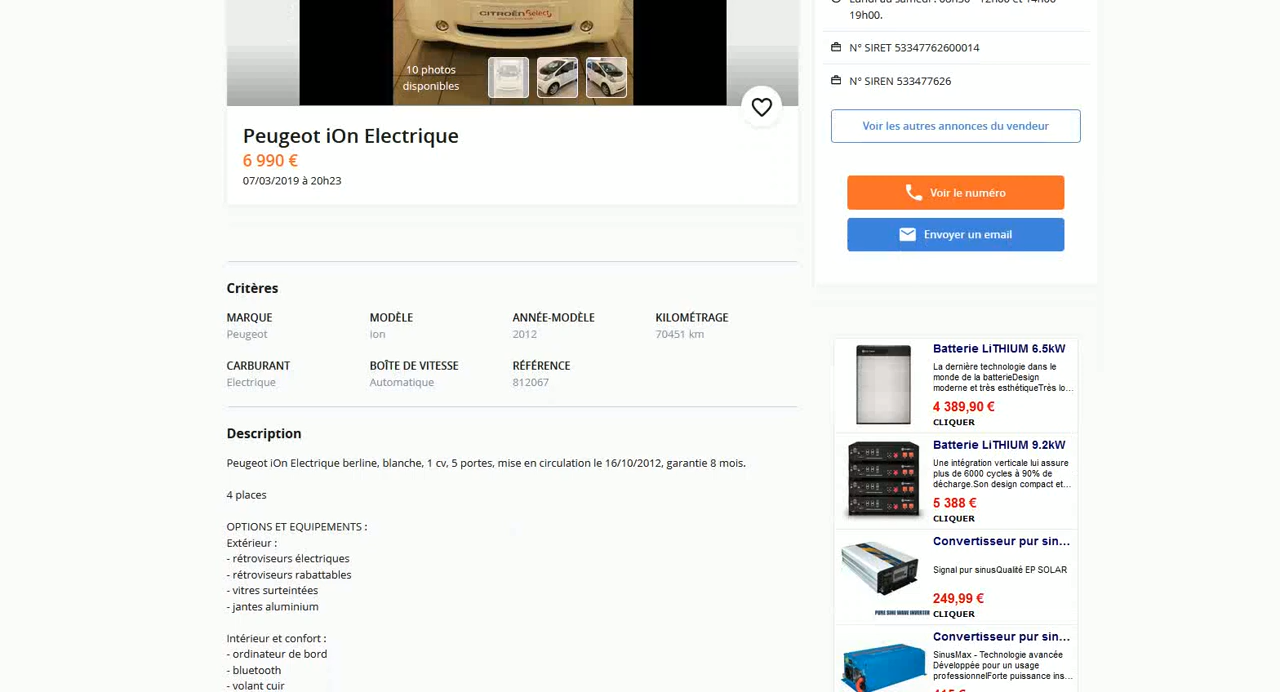 CITROËN Select
10 photos
disponibles
Peugeot iOn Electrique
6 990 €
07/03/2019 à 20h23
Critères
MARQUE
Peugeot
MODÈLE
ion
ANNÉE-MODÈLE
2012
KILOMÉTRAGE
70451 km
CARBURANT
Electrique
BOÎTE DE VITESSE
Automatique
RÉFÉRENCE
812067
Description
Peugeot iOn Electrique berline, blanche, 1 cv, 5 portes, mise en circulation le 16/10/2012, garantie 8 mois.
4 places
OPTIONS ET EQUIPEMENTS :
Extérieur :
- rétroviseurs électriques
- rétroviseurs rabattables
- vitres surteintées
- jantes aluminium
Intérieur et confort :
- ordinateur de bord
- bluetooth
- volant cuir
19h00.
N° SIRET 53347762600014
N° SIREN 533477626
Voir les autres annonces du vendeur
Voir le numéro
Envoyer un email
Batterie LiTHIUM 6.5kW
La dernière technologie dans le
monde de la batterieDesign
moderne et très esthétiqueTrès lo...
4 389,90 €
CLIQUER
Batterie LiTHIUM 9.2kW
Une intégration verticale lui assure
plus de 6000 cycles à 90% de
décharge.Son design compact et...
5 388 €
CLIQUER
Convertisseur pur sin...
Signal pur sinusQualité EP SOLAR
249,99 €
PURE SINE WAVE INVERTER
CLIQUER
Convertisseur pur sin...
SinusMax - Technologie avancée
Développée pour un usage
professionnelForte puissance ins...